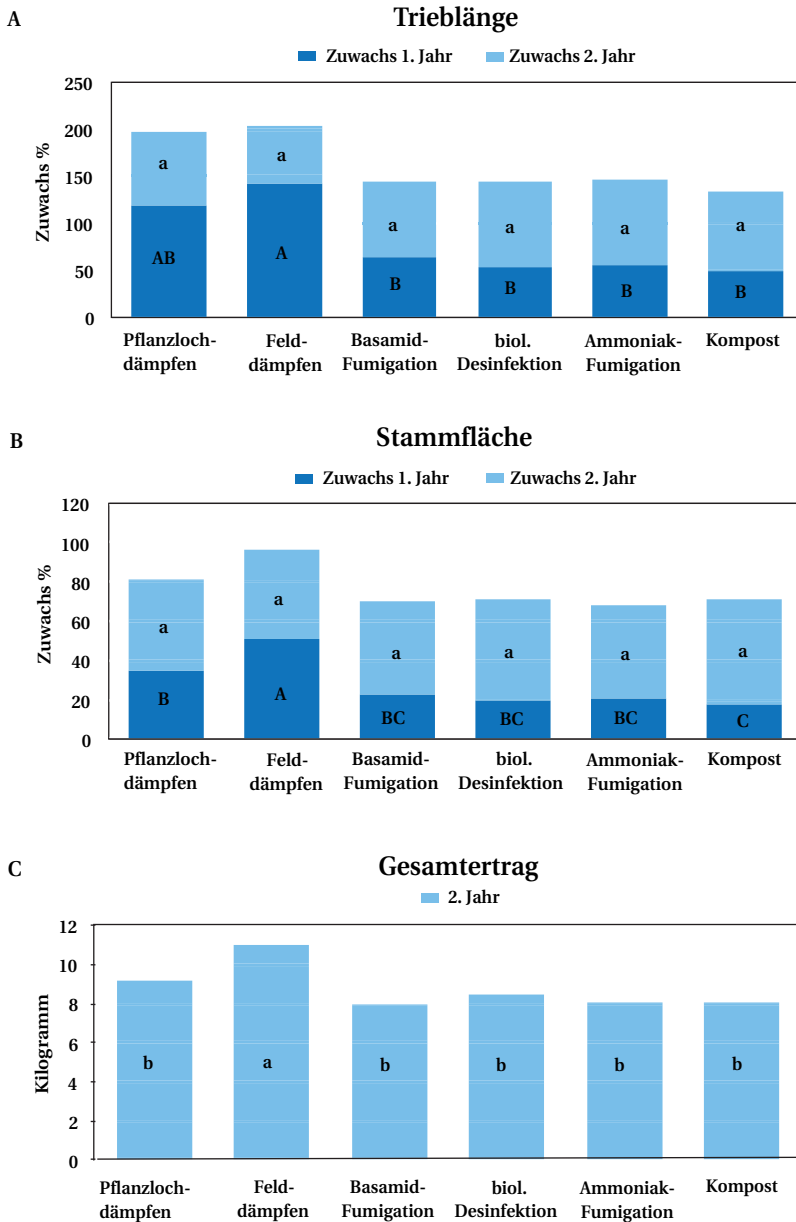 A
Trieblänge
Zuwachs 1. Jahr Zuwachs 2. Jahr
Zuwachs %
250
200
150
100
50
0
a a a a a a
AB A B B B B
Pflanzloch- Feld- Basamid- biol. Ammoniak- Kompost
dämpfen dämpfen Fumigation Desinfektion Fumigation
B
Stammfläche
Zuwachs 1. Jahr Zuwachs 2. Jahr
Zuwachs %
120
100
80
60
40
20
0
a a a a a a
B A BC BC BC C
Pflanzloch- Feld- Basamid- biol. Ammoniak- Kompost
dämpfen dämpfen Fumigation Desinfektion Fumigation
C
Gesamtertrag
2. Jahr
Kilogramm
12
10
8
6
4
2
0
b a b b b b
Pflanzloch- Feld- Basamid- biol. Ammoniak- Kompost
dämpfen dämpfen Fumigation Desinfektion Fumigation